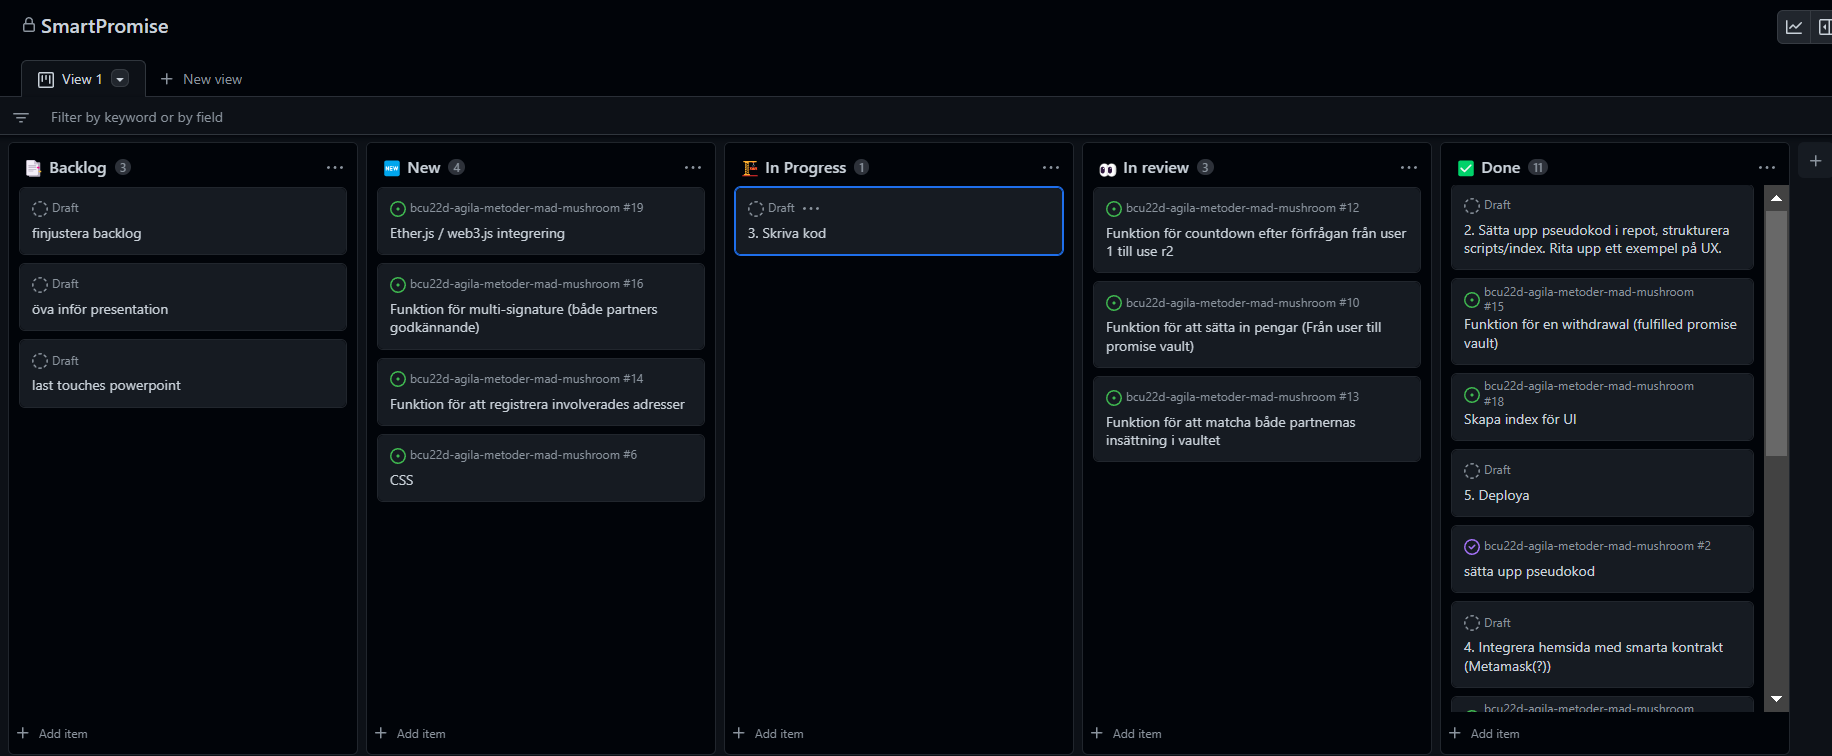 SmartPromise
View 1
New view
Filter by keyword or by field
Backlog 3
Draft
finjustera backlog
Draft
öva inför presentation
Draft
last touches powerpoint
Add item
NEW New 4
bcu22d-agila-metoder-mad-mushroom #19
Ether.js / web3.js integrering
bcu22d-agila-metoder-mad-mushroom #16
Funktion för multi-signature (både partners
godkännande)
bcu22d-agila-metoder-mad-mushroom #14
Funktion för att registrera involverades adresser
bcu22d-agila-metoder-mad-mushroom #6
CSS
Add item
In Progress 1
Draft
3. Skriva kod
Add item
In review 3
bcu22d-agila-metoder-mad-mushroom #12
Funktion för countdown efter förfrågan från user
1 till use r2
bcu22d-agila-metoder-mad-mushroom #10
Funktion för att sätta in pengar (Från user till
promise vault)
bcu22d-agila-metoder-mad-mushroom #13
Funktion för att matcha både partnernas
insättning i vaultet
Add item
Done 11
Draft
2. Sätta upp pseudokod i repot, strukturera
scripts/index. Rita upp ett exempel på UX.
bcu22d-agila-metoder-mad-mushroom
#15
Funktion för en withdrawal (fulfilled promise
vault)
bcu22d-agila-metoder-mad-mushroom
#18
Skapa index för UI
Draft
5. Deploya
bcu22d-agila-metoder-mad-mushroom #2
sätta upp pseudokod
Draft
4. Integrera hemsida med smarta kontrakt
(Metamask(?))
bcu22d-agila-metoder-mad-mushroom
Add item